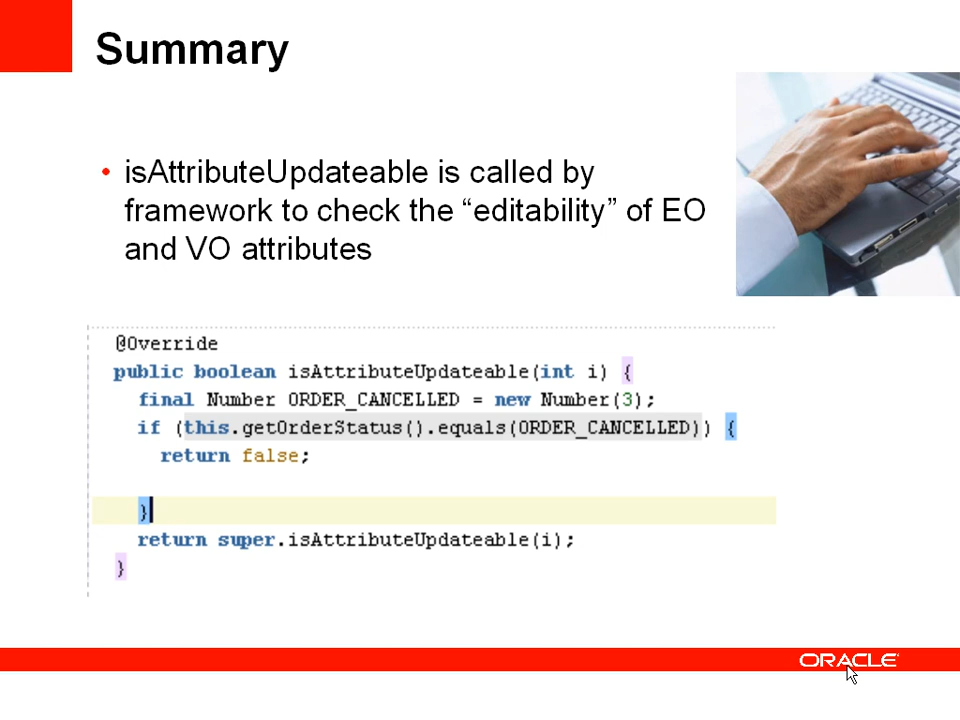 Summary
• isAttributeUpdateable is called by
framework to check the “editability” of EO
and VO attributes
@Override
public boolean isAttributeUpdateable(int i) {
final Number ORDER_CANCELLED = new Number(3);
if (this.getOrderStatus().equals(ORDER_CANCELLED)) {
return false;
}
return super.isAttributeUpdateable(i);
}
ORACLE